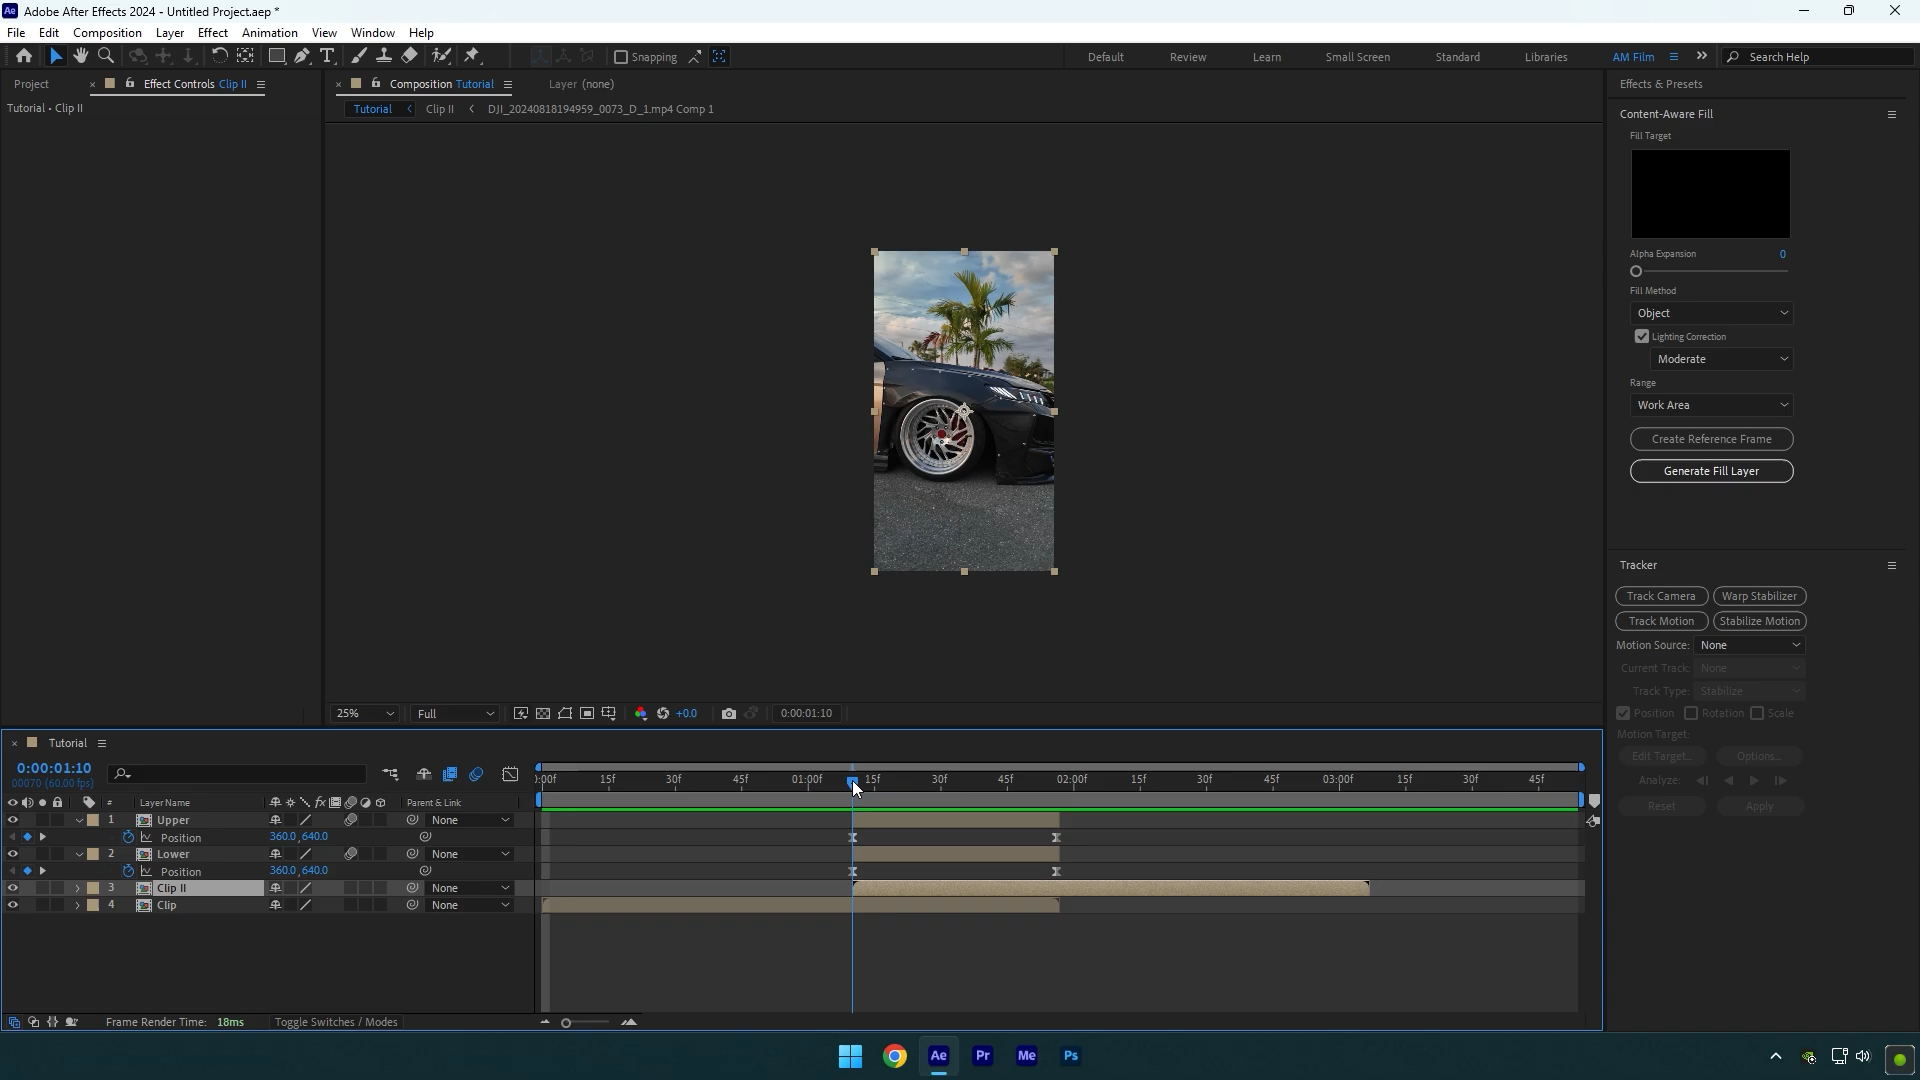 Ae Adobe After Effects 2024 - Untitled Project.aep *
File Edit Composition Layer Effect Animation View Window Help
Snapping Default Review Learn Small Screen Standard Libraries AM Film Search Help
Project × Effect Controls Clip II × Composition Tutorial Layer (none) Effects & Presets
Tutorial • Clip II
Tutorial < Clip II < DJI_20240818194959_0073_D_1.mp4 Comp 1
Content-Aware Fill
Fill Target
Alpha Expansion 0
Fill Method
Object
Lighting Correction
Moderate
Range
Work Area
Create Reference Frame
Generate Fill Layer
Tracker
Track Camera Warp Stabilizer
Track Motion Stabilize Motion
Motion Source: None
Current Track: None
Track Type: Stabilize
Position Rotation Scale
Motion Target:
Edit Target... Options...
Analyze:
Reset Apply
25% Full +0.0 0:00:01:10
× Tutorial
0:00:01:10
00070 (60.00 fps)
):00f 15f 30f 45f 01:00f 15f 30f 45f 02:00f 15f 30f 45f 03:00f 15f 30f 45f
# Layer Name fx Parent & Link
1 Upper None
Position 360.0, 640.0
2 Lower None
Position 360.0, 640.0
3 Clip II None
4 Clip None
Frame Render Time: 18ms Toggle Switches / Modes
Ae Pr Me Ps